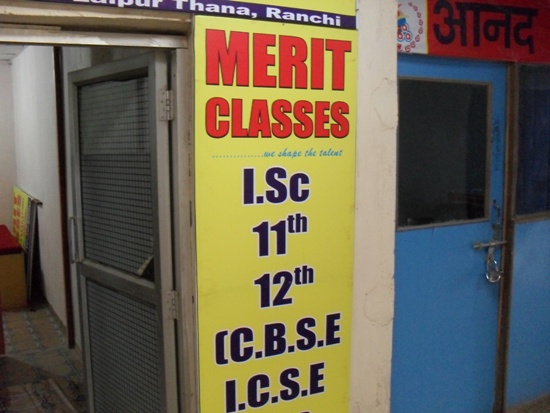 Lalpur Thana, Ranchi
MERIT
CLASSES
..............we shape the talent
I.Sc
11th
12th
(C.B.S.E
I.C.S.E
आनंद